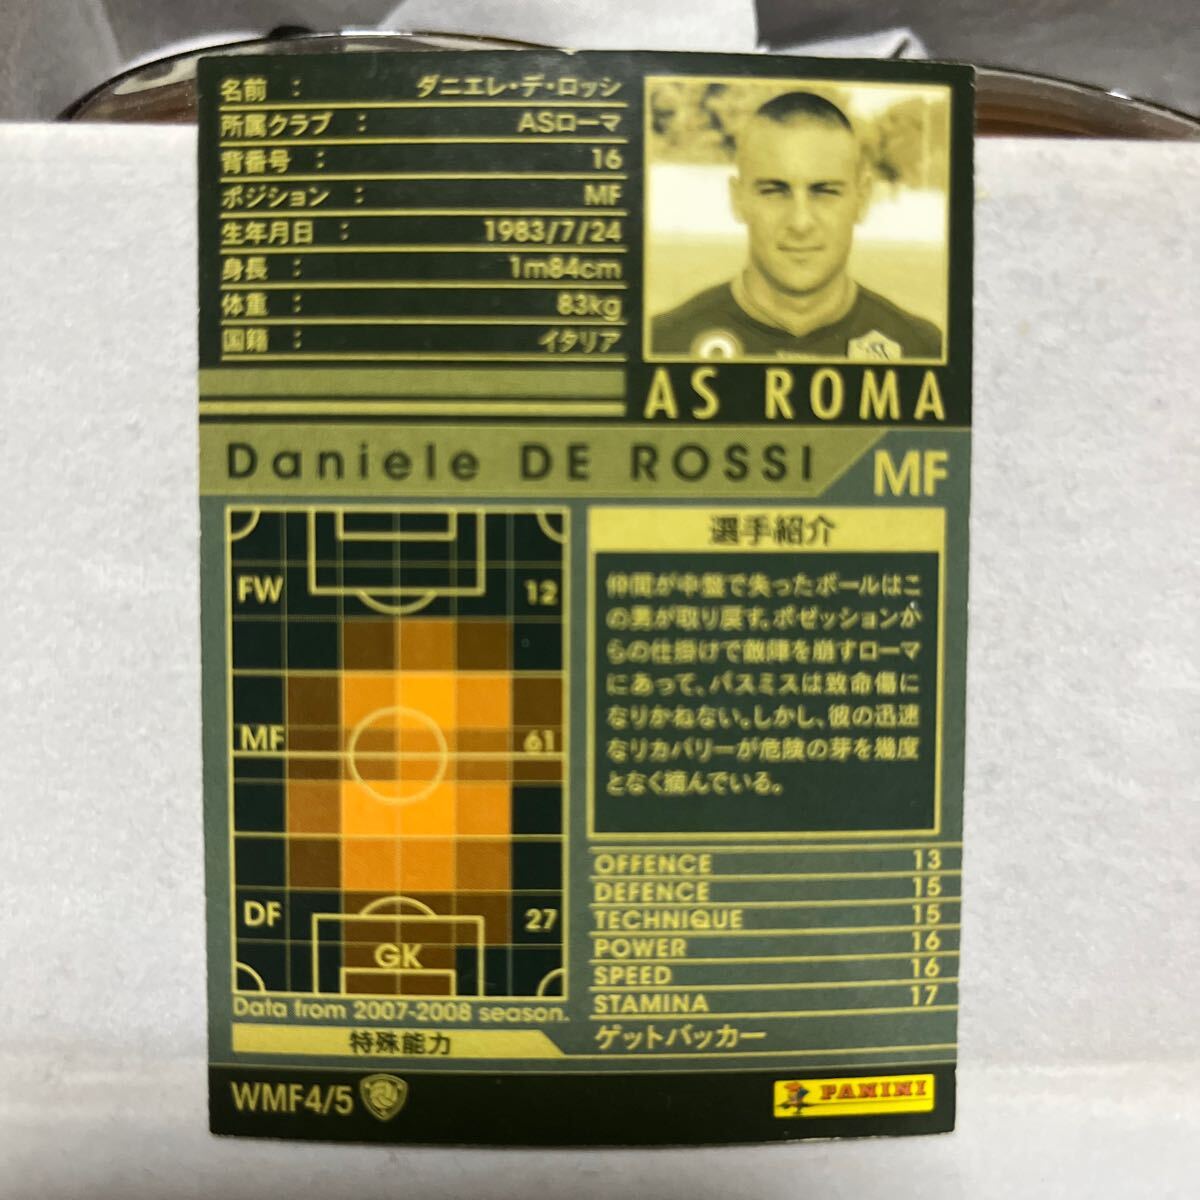 名前 : ダニエレ・デ・ロッシ
所属クラブ : ASローマ
背番号 : 16
ポジション : MF
生年月日 : 1983/7/24
身長 : 1m84cm
体重 : 83kg
国籍 : イタリア
AS ROMA
Daniele DE ROSSI
MF
FW 12
MF 61
DF 27
GK
Data from 2007-2008 season.
選手紹介
仲間が中盤で失ったボールはこ
の男が取り戻す。ポゼッションか
らの仕掛けで敵陣を崩すローマ
にあって、パスミスは致命傷に
なりかねない。しかし、彼の迅速
なリカバリーが危険の芽を幾度
となく摘んでいる。
OFFENCE 13
DEFENCE 15
TECHNIQUE 15
POWER 16
SPEED 16
STAMINA 17
特殊能力
ゲットバッカー
WMF4/5
PANINI